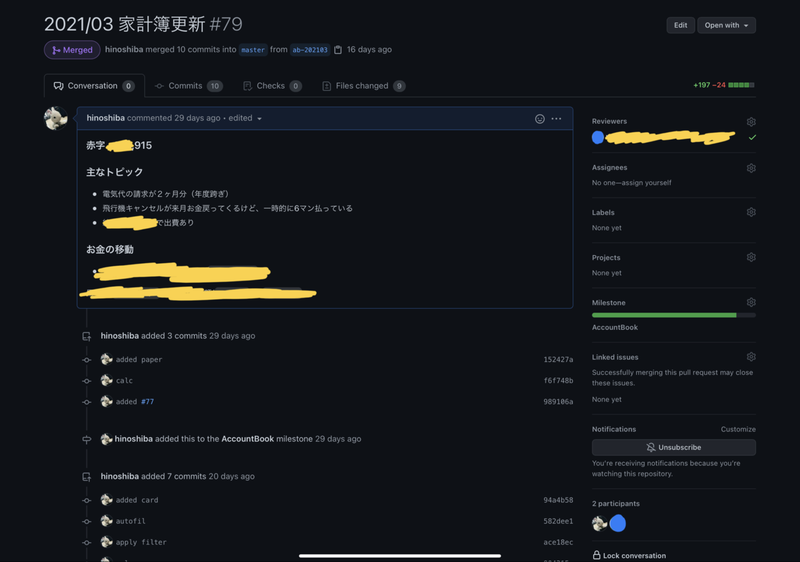 2021/03 家計簿更新 #79
Edit
Open with
Merged
hinoshiba merged 10 commits into master from ab-202103 16 days ago
Conversation 0
Commits 10
Checks 0
Files changed 9
+197 −24
hinoshiba commented 29 days ago • edited
赤字 915
主なトピック
電気代の請求が２ヶ月分（年度跨ぎ）
飛行機キャンセルが来月お金戻ってくるけど、一時的に6マン払っている
で出費あり
お金の移動
hinoshiba added 3 commits 29 days ago
added paper 152427a
calc f6f748b
added #77 989106a
hinoshiba added this to the AccountBook milestone 29 days ago
hinoshiba added 7 commits 20 days ago
added card 94a4b58
autofil 582dee1
apply filter ace18ec
Reviewers
Assignees
No one—assign yourself
Labels
None yet
Projects
None yet
Milestone
AccountBook
Linked issues
Successfully merging this pull request may close
these issues.
None yet
Notifications
Customize
Unsubscribe
You're receiving notifications because you're
watching this repository.
2 participants
Lock conversation